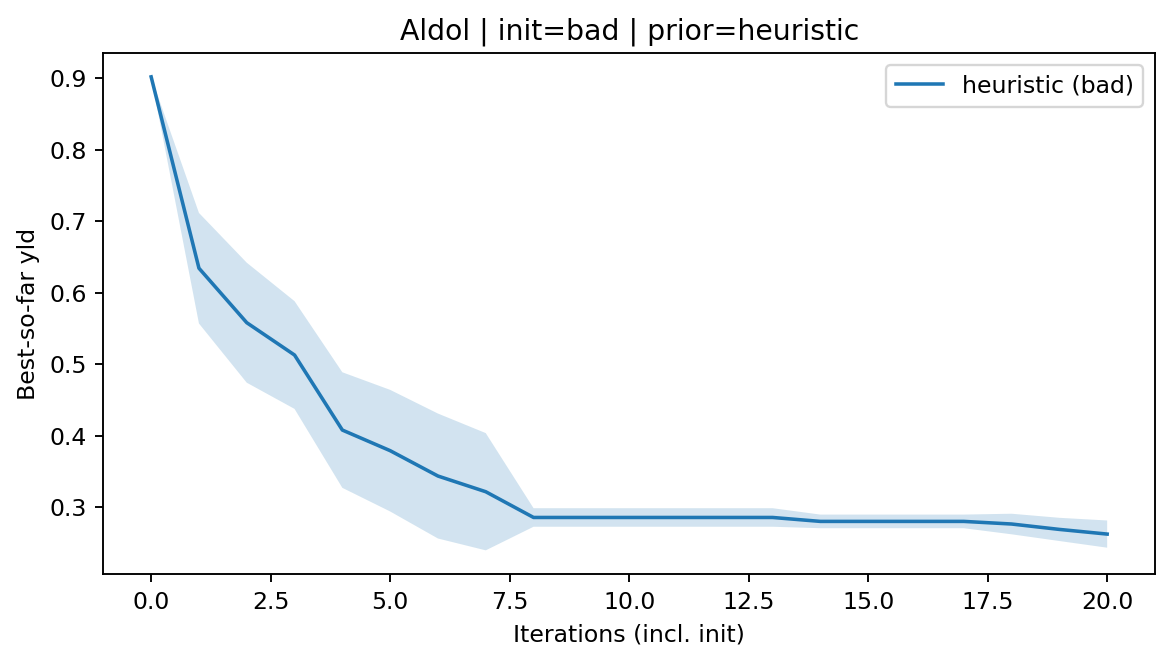 Aldol | init=bad | prior=heuristic
heuristic (bad)
Best-so-far yld
0.9
0.8
0.7
0.6
0.5
0.4
0.3
0.0 2.5 5.0 7.5 10.0 12.5 15.0 17.5 20.0
Iterations (incl. init)